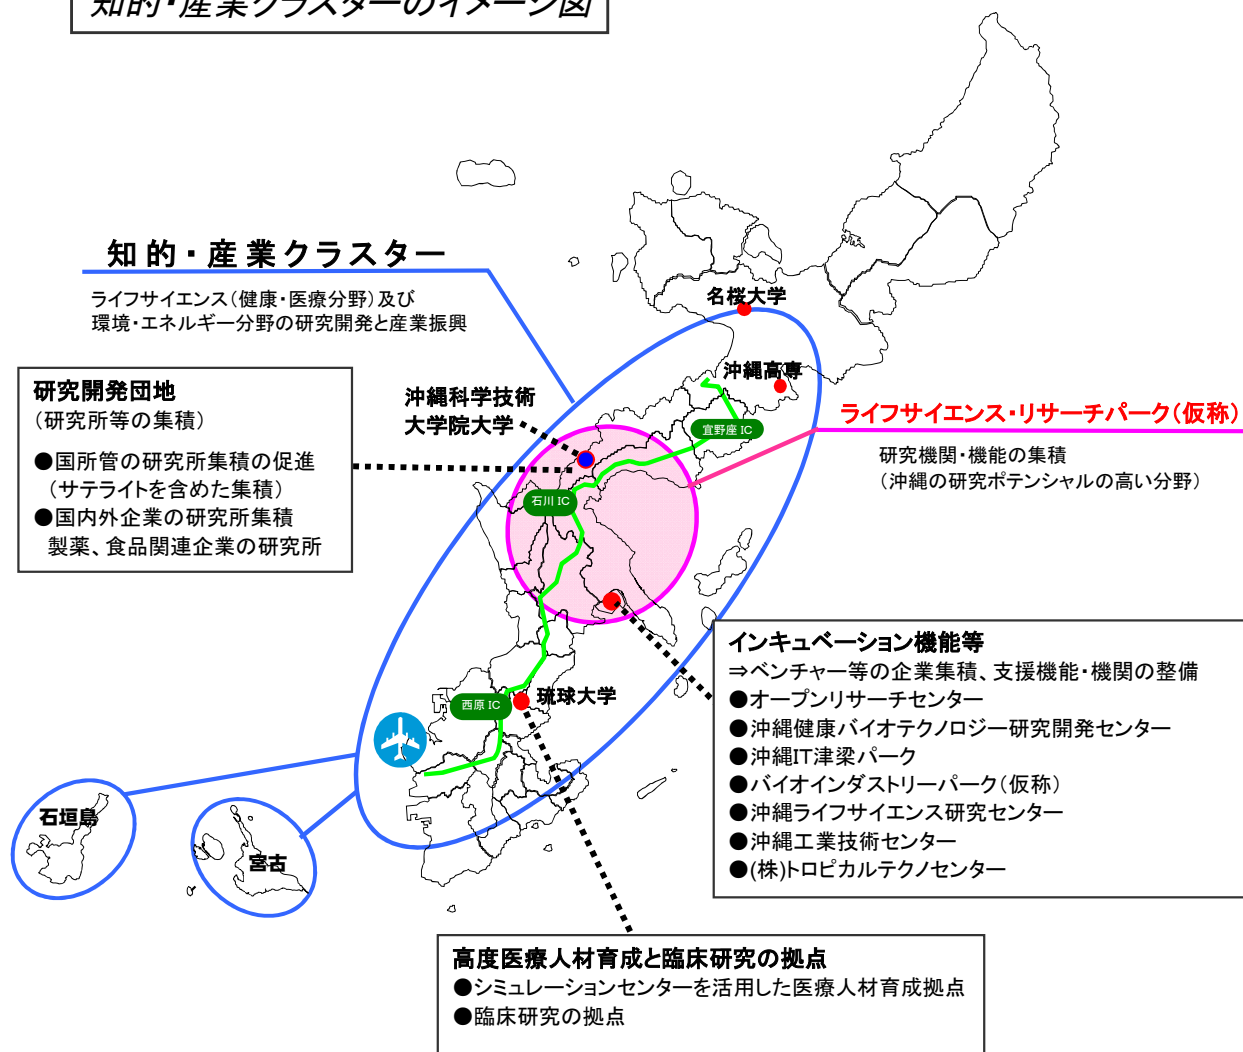 知的・産業クラスターのイメージ図
知的・産業クラスター
ライフサイエンス（健康・医療分野）及び
環境・エネルギー分野の研究開発と産業振興
名桜大学
沖縄高専
研究開発団地
（研究所等の集積）
●国所管の研究所集積の促進
（サテライトを含めた集積）
●国内外企業の研究所集積
製薬、食品関連企業の研究所
沖縄科学技術
大学院大学
宜野座 IC
ライフサイエンス・リサーチパーク（仮称）
研究機関・機能の集積
（沖縄の研究ポテンシャルの高い分野）
石川 IC
インキュベーション機能等
⇒ベンチャー等の企業集積、支援機能・機関の整備
●オープンリサーチセンター
●沖縄健康バイオテクノロジー研究開発センター
●沖縄IT津梁パーク
●バイオインダストリーパーク（仮称）
●沖縄ライフサイエンス研究センター
●沖縄工業技術センター
●(株)トロピカルテクノセンター
西原 IC
琉球大学
石垣島
宮古
高度医療人材育成と臨床研究の拠点
●シミュレーションセンターを活用した医療人材育成拠点
●臨床研究の拠点